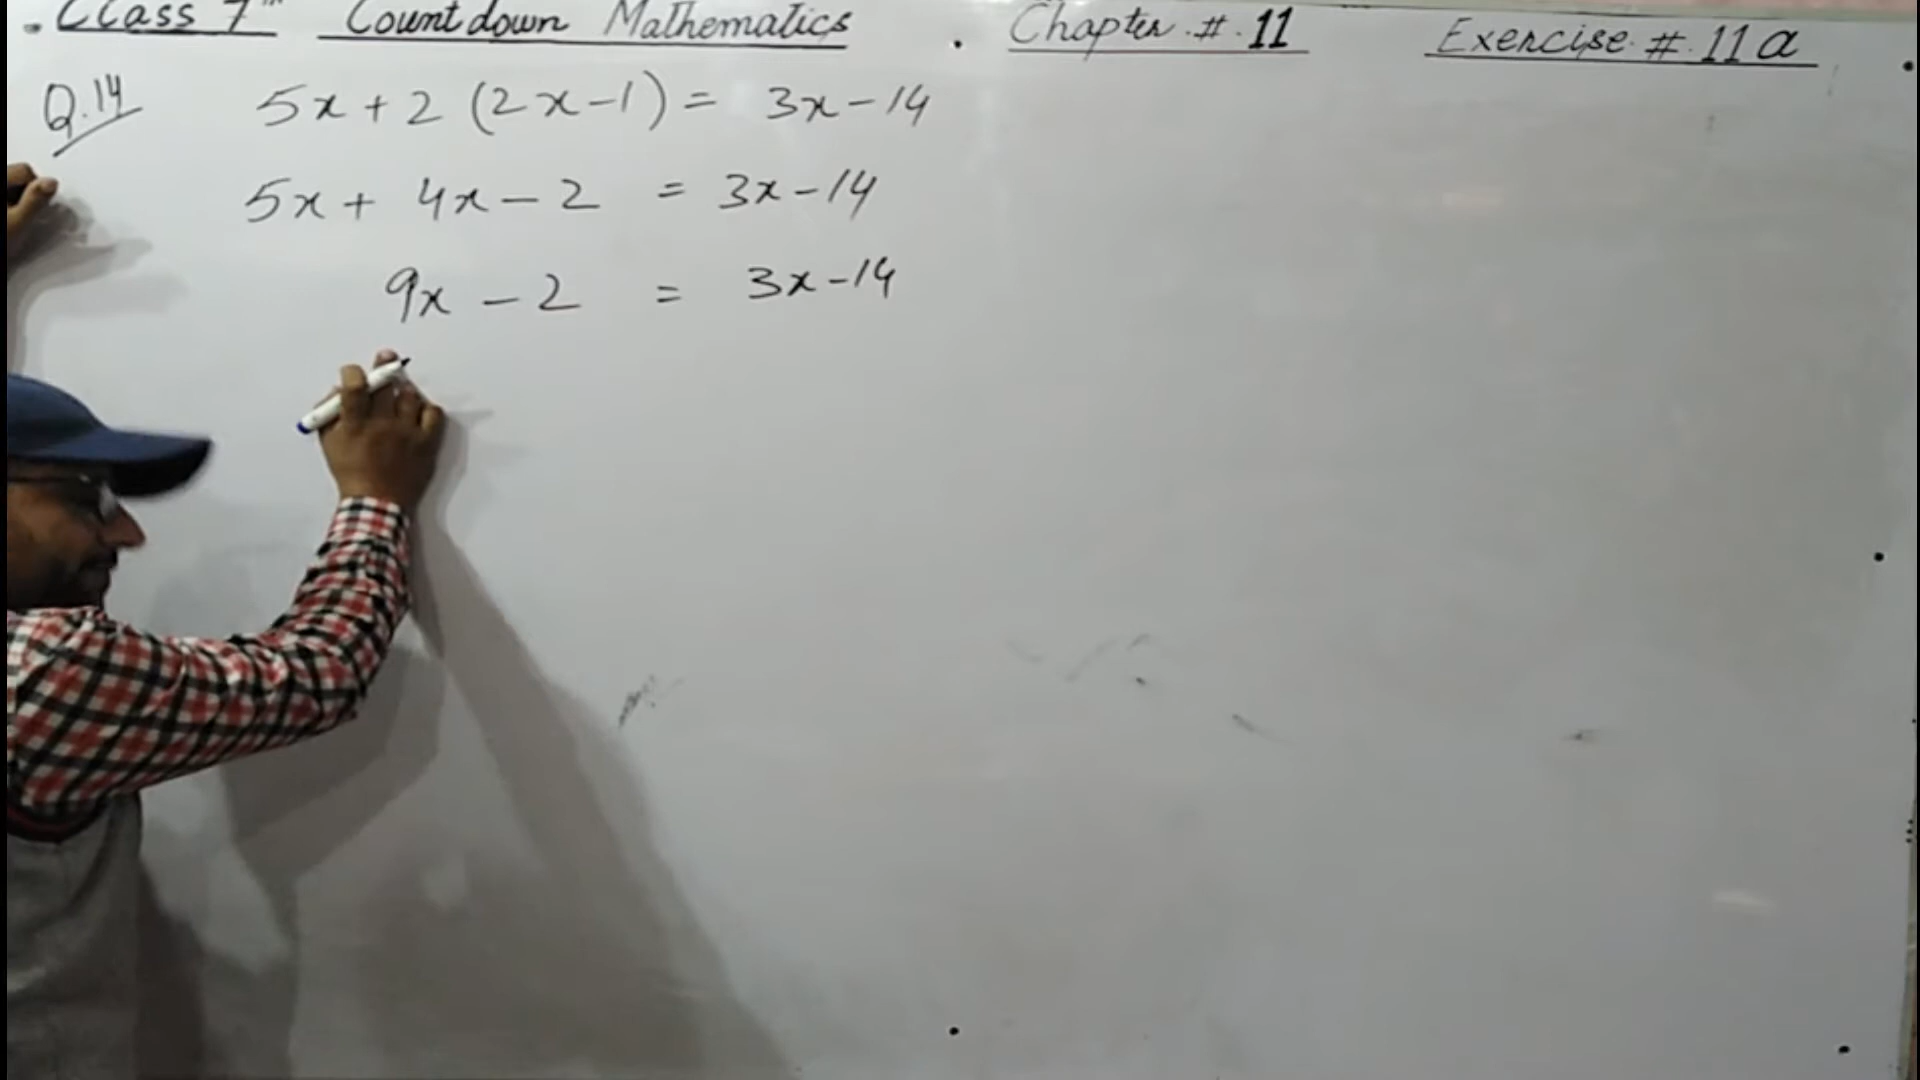 Class 7th Countdown Mathematics . Chapter # 11 Exercise # 11 a
Q.14 5x + 2 (2x - 1) = 3x - 14
5x + 4x - 2 = 3x - 14
9x - 2 = 3x - 14